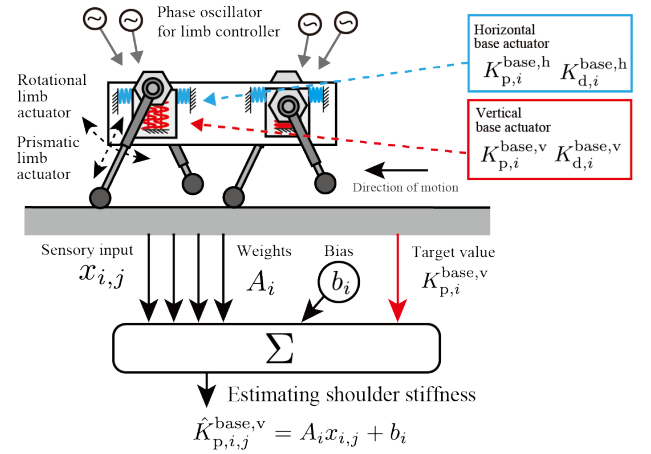 Phase oscillator
for limb controller
Horizontal
base actuator
K_{p,i}^{base,h} K_{d,i}^{base,h}
Rotational
limb
actuator
Vertical
base actuator
K_{p,i}^{base,v} K_{d,i}^{base,v}
Prismatic
limb
actuator
Direction of motion
Sensory input
x_{i,j}
Weights
A_i
Bias
b_i
Target value
K_{p,i}^{base,v}
Σ
Estimating shoulder stiffness
\hat{K}_{p,i,j}^{base,v} = A_i x_{i,j} + b_i